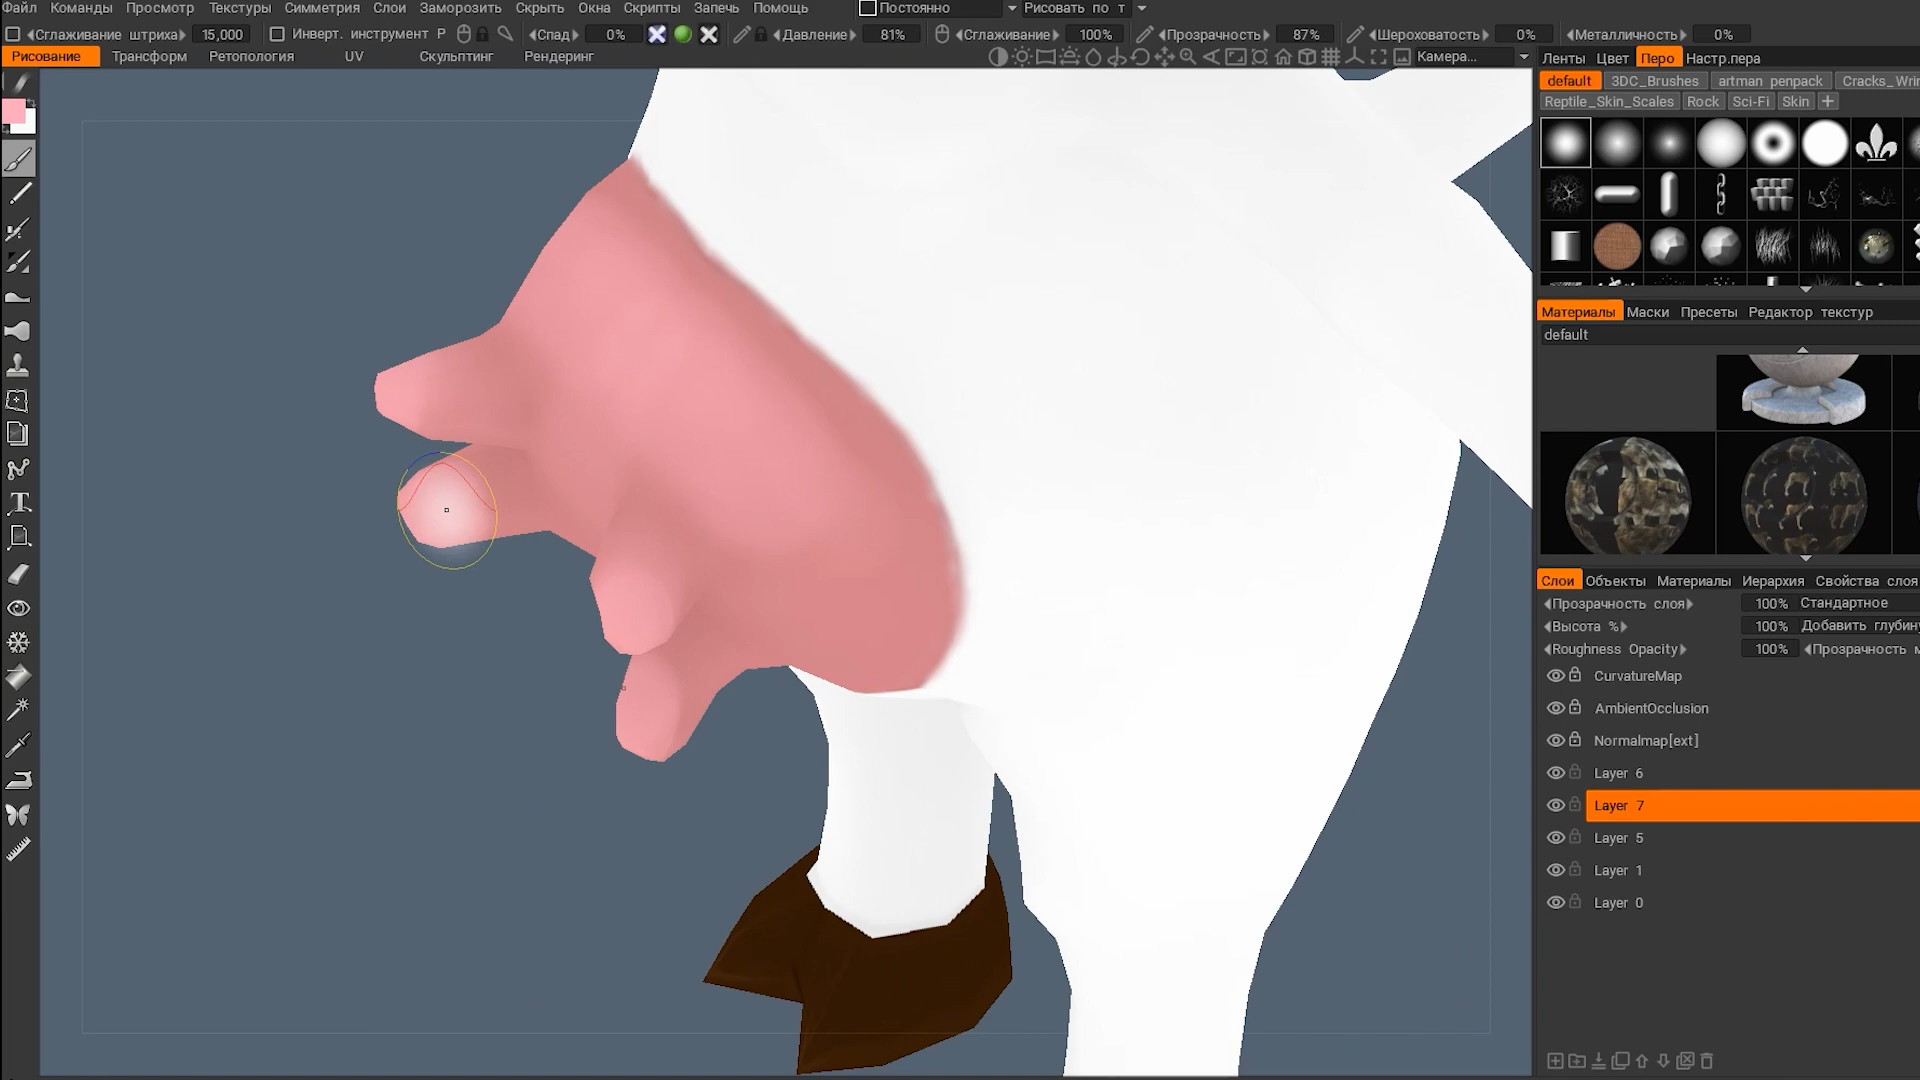 Файл Команды Просмотр Текстуры Симметрия Слои Заморозить Скрыть Окна Скрипты Запечь Помощь Постоянно Рисовать по т
Сглаживание штриха 15,000 Инверт. инструмент Р Спад 0% Давление 81% Сглаживание 100% Прозрачность 87% Шероховатость 0% Металличность 0%
Рисование Трансформ Ретопология UV Скульптинг Рендеринг Камера...
Ленты Цвет Перо Настр.пера
default 3DC_Brushes artman penpack Cracks_Wrin
Reptile_Skin_Scales Rock Sci-Fi Skin
Материалы Маски Пресеты Редактор текстур
default
Слои Объекты Материалы Иерархия Свойства слоя
Прозрачность слоя 100% Стандартное
Высота % 100% Добавить глубину
Roughness Opacity 100% Прозрачность м
CurvatureMap
AmbientOcclusion
Normalmap[ext]
Layer 6
Layer 7
Layer 5
Layer 1
Layer 0